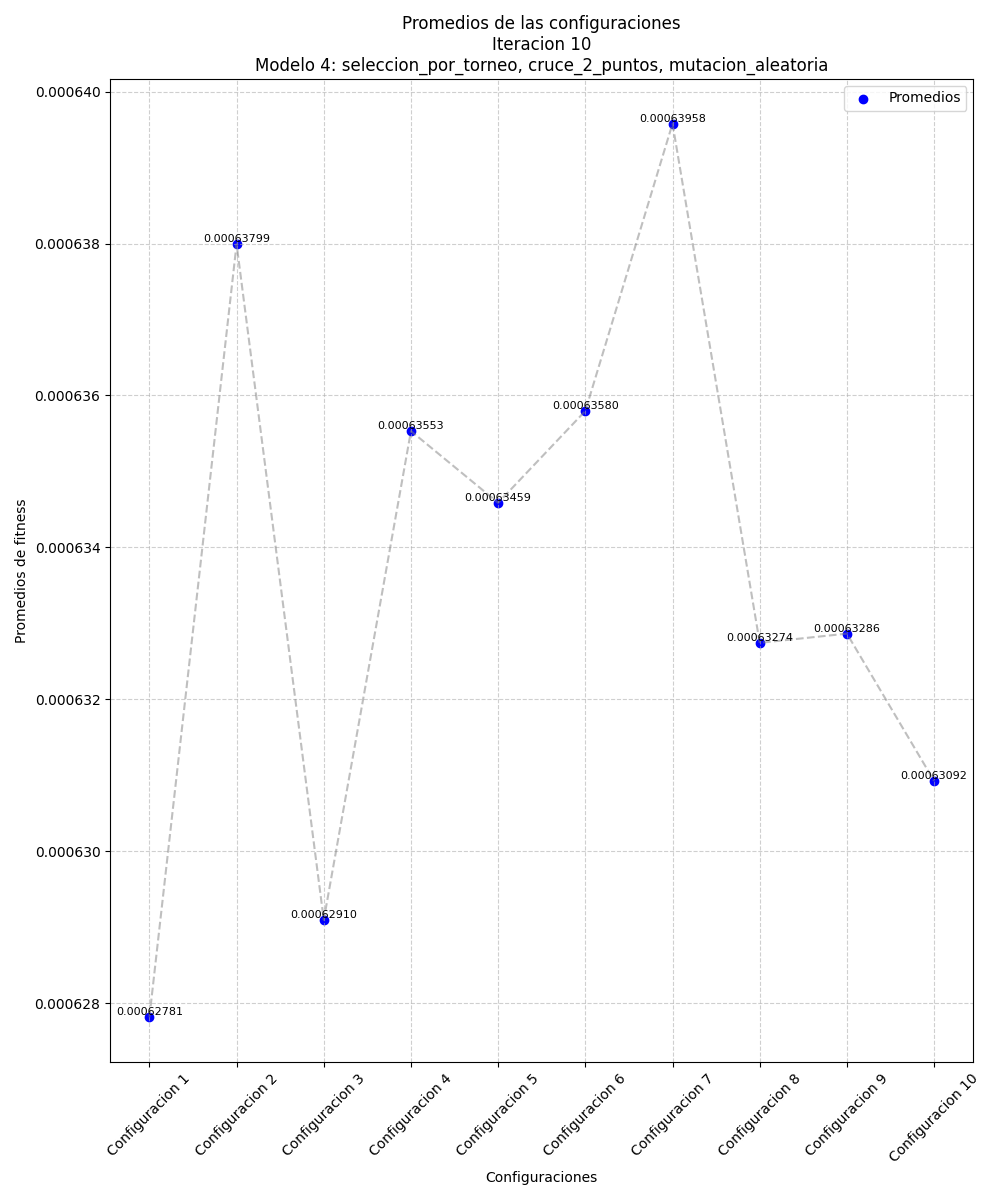 Promedios de las configuraciones
Iteracion 10
Modelo 4: seleccion_por_torneo, cruce_2_puntos, mutacion_aleatoria
Promedios
Promedios de fitness
0.000640
0.000638
0.000636
0.000634
0.000632
0.000630
0.000628
0.00062781
0.00063799
0.00062910
0.00063553
0.00063459
0.00063580
0.00063958
0.00063274
0.00063286
0.00063092
Configuracion 1
Configuracion 2
Configuracion 3
Configuracion 4
Configuracion 5
Configuracion 6
Configuracion 7
Configuracion 8
Configuracion 9
Configuracion 10
Configuraciones